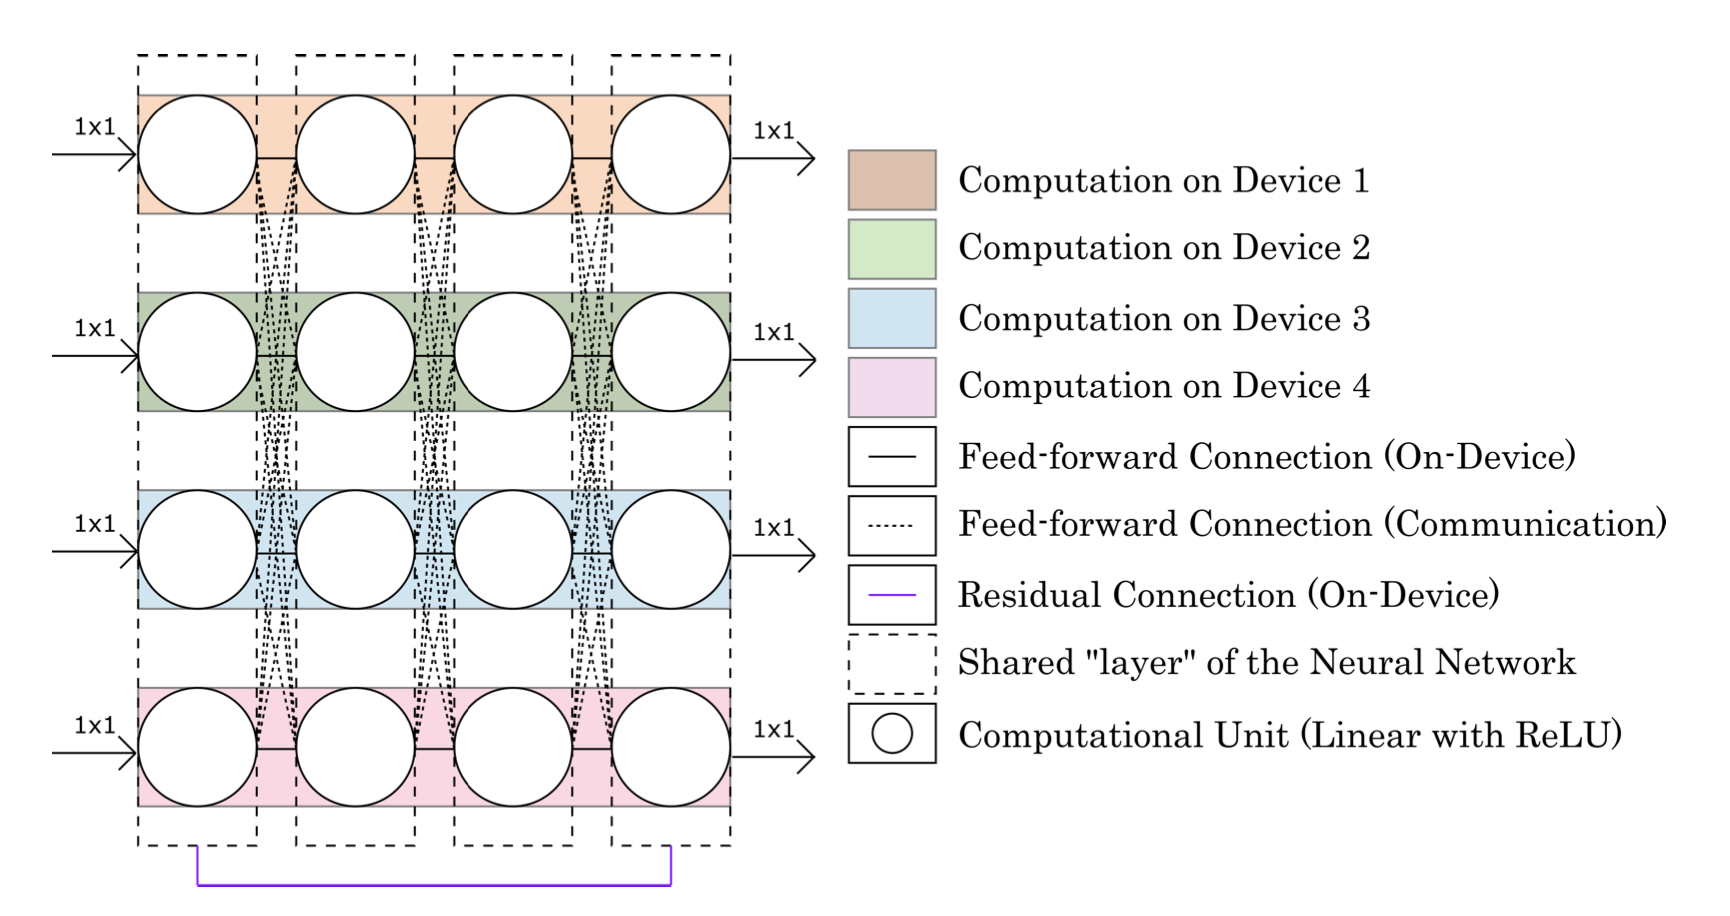 1x1
1x1
1x1
1x1
1x1
1x1
1x1
1x1
Computation on Device 1
Computation on Device 2
Computation on Device 3
Computation on Device 4
Feed-forward Connection (On-Device)
Feed-forward Connection (Communication)
Residual Connection (On-Device)
Shared "layer" of the Neural Network
Computational Unit (Linear with ReLU)